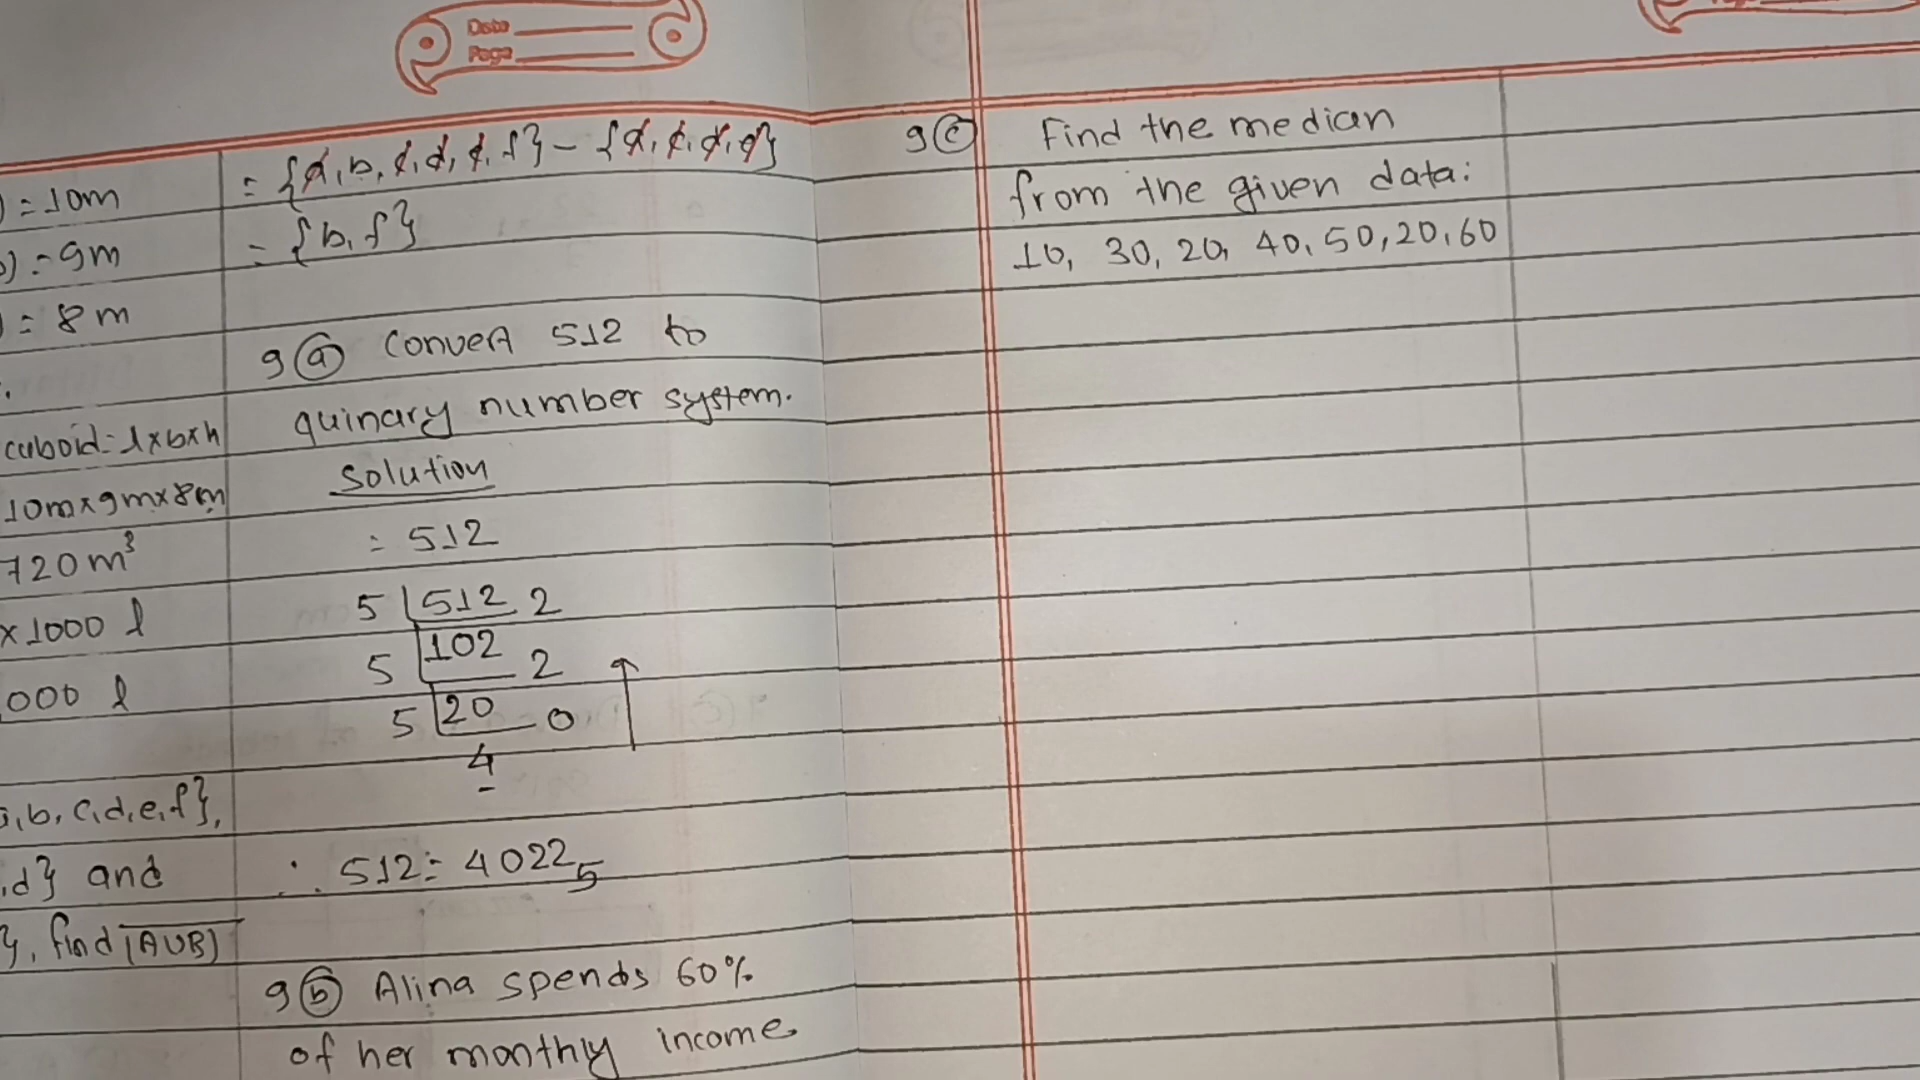 Date
Page
) = 10m
) = 9m
) = 8m
cuboid = l×b×h
10m×9m×8m
720 m³
× 1000 l
000 l
, b, c, d, e, f},
, d} and
}, find (A∪B)
= {a, b, c, d, e, f} - {a, c, d, e}
= {b, f}
9 (a) Convert 512 to
quinary number system.
Solution
= 512
5 512 2
5 102 2
5 20 - 0
4
∴ 512 = 4022₅
9 (b) Alina spends 60%
of her monthly income
9 (c) Find the median
from the given data:
10, 30, 20, 40, 50, 20, 60